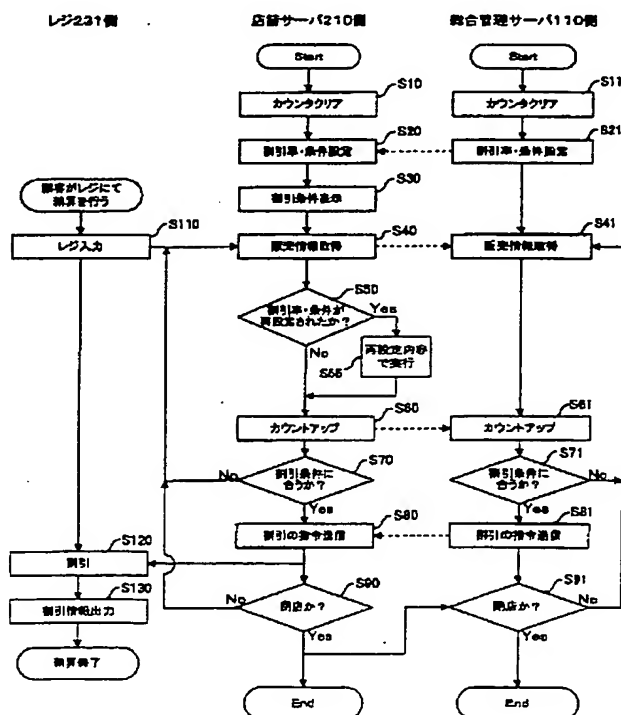 レジ231側
店舗サーバ210側
総合管理サーバ110側
Start
Start
S10
カウンタクリア
S11
カウンタクリア
S20
割引率・条件設定
S21
割引率・条件設定
S30
割引条件表示
顧客がレジにて
精算を行う
S110
レジ入力
S40
販売情報取得
S41
販売情報取得
S50
割引率・条件が
再設定されたか?
Yes
No
再設定内容
で実行
S55
S60
カウントアップ
S61
カウントアップ
S70
割引条件に
合うか?
No
Yes
S71
割引条件に
合うか?
No
Yes
S80
割引の指令送信
S81
割引の指令送信
S120
割引
S130
割引情報出力
精算終了
S90
閉店か?
No
Yes
S91
閉店か?
No
Yes
End
End